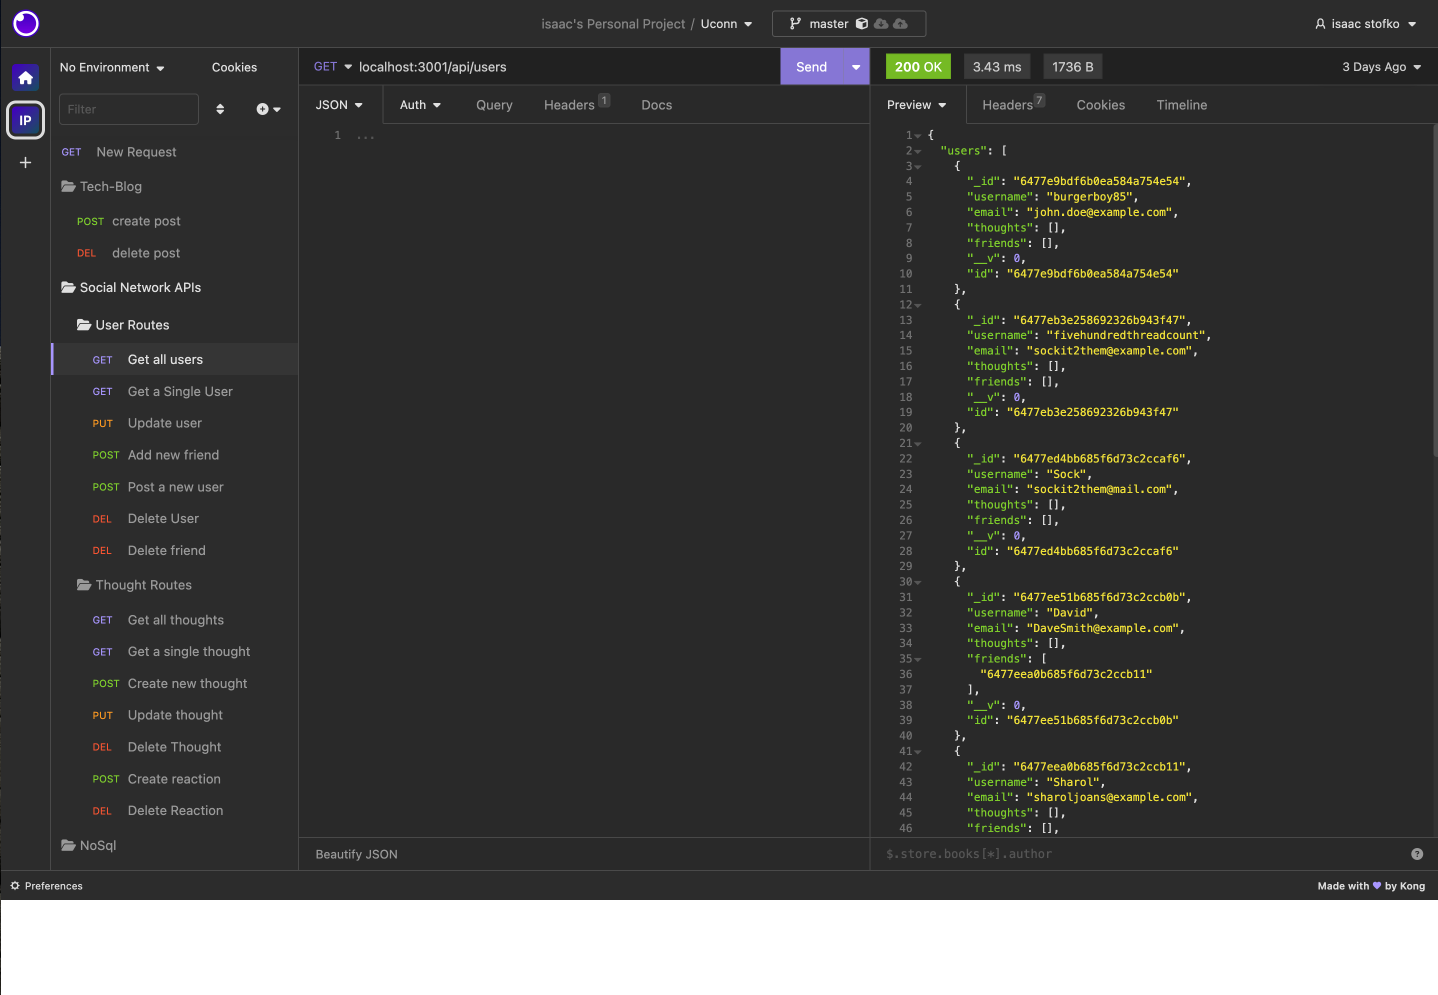 isaac's Personal Project / Uconn
master
isaac stofko
No Environment
Cookies
GET localhost:3001/api/users
Send
200 OK
3.43 ms
1736 B
3 Days Ago
Filter
IP
JSON
Auth
Query
Headers 1
Docs
Preview
Headers 7
Cookies
Timeline
GET New Request
Tech-Blog
POST create post
DEL delete post
Social Network APIs
User Routes
GET Get all users
GET Get a Single User
PUT Update user
POST Add new friend
POST Post a new user
DEL Delete User
DEL Delete friend
Thought Routes
GET Get all thoughts
GET Get a single thought
POST Create new thought
PUT Update thought
DEL Delete Thought
POST Create reaction
DEL Delete Reaction
NoSql
1 ...
Beautify JSON
1 {
2 "users": [
3 {
4 "_id": "6477e9bdf6b0ea584a754e54",
5 "username": "burgerboy85",
6 "email": "john.doe@example.com",
7 "thoughts": [],
8 "friends": [],
9 "__v": 0,
10 "id": "6477e9bdf6b0ea584a754e54"
11 },
12 {
13 "_id": "6477eb3e258692326b943f47",
14 "username": "fivehundredthreadcount",
15 "email": "sockit2them@example.com",
16 "thoughts": [],
17 "friends": [],
18 "__v": 0,
19 "id": "6477eb3e258692326b943f47"
20 },
21 {
22 "_id": "6477ed4bb685f6d73c2ccaf6",
23 "username": "Sock",
24 "email": "sockit2them@mail.com",
25 "thoughts": [],
26 "friends": [],
27 "__v": 0,
28 "id": "6477ed4bb685f6d73c2ccaf6"
29 },
30 {
31 "_id": "6477ee51b685f6d73c2ccb0b",
32 "username": "David",
33 "email": "DaveSmith@example.com",
34 "thoughts": [],
35 "friends": [
36 "6477eea0b685f6d73c2ccb11"
37 ],
38 "__v": 0,
39 "id": "6477ee51b685f6d73c2ccb0b"
40 },
41 {
42 "_id": "6477eea0b685f6d73c2ccb11",
43 "username": "Sharol",
44 "email": "sharoljoans@example.com",
45 "thoughts": [],
46 "friends": [],
$.store.books[*].author
Preferences
Made with 💜 by Kong